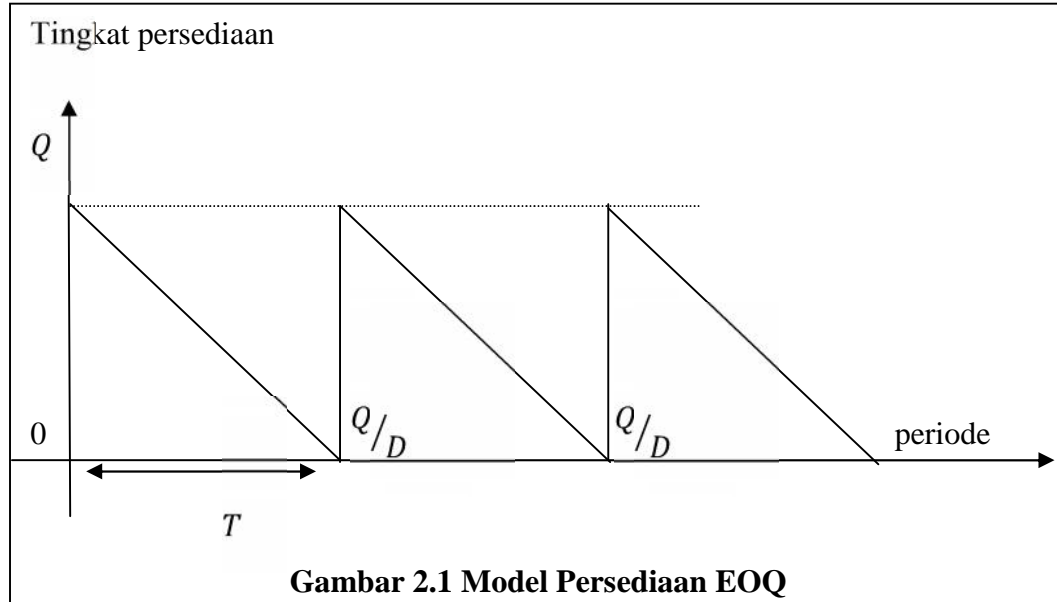 Tingkat persediaan
Q
0
Q/D
Q/D
periode
T
Gambar 2.1 Model Persediaan EOQ